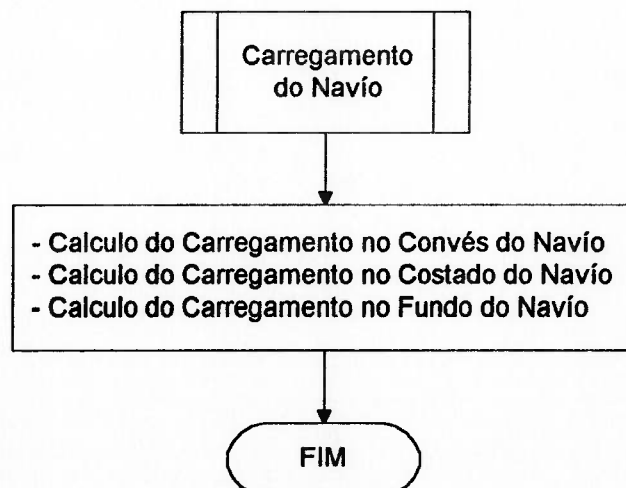 Carregamento
do Navío
- Calculo do Carregamento no Convés do Navío
- Calculo do Carregamento no Costado do Navío
- Calculo do Carregamento no Fundo do Navío
FIM